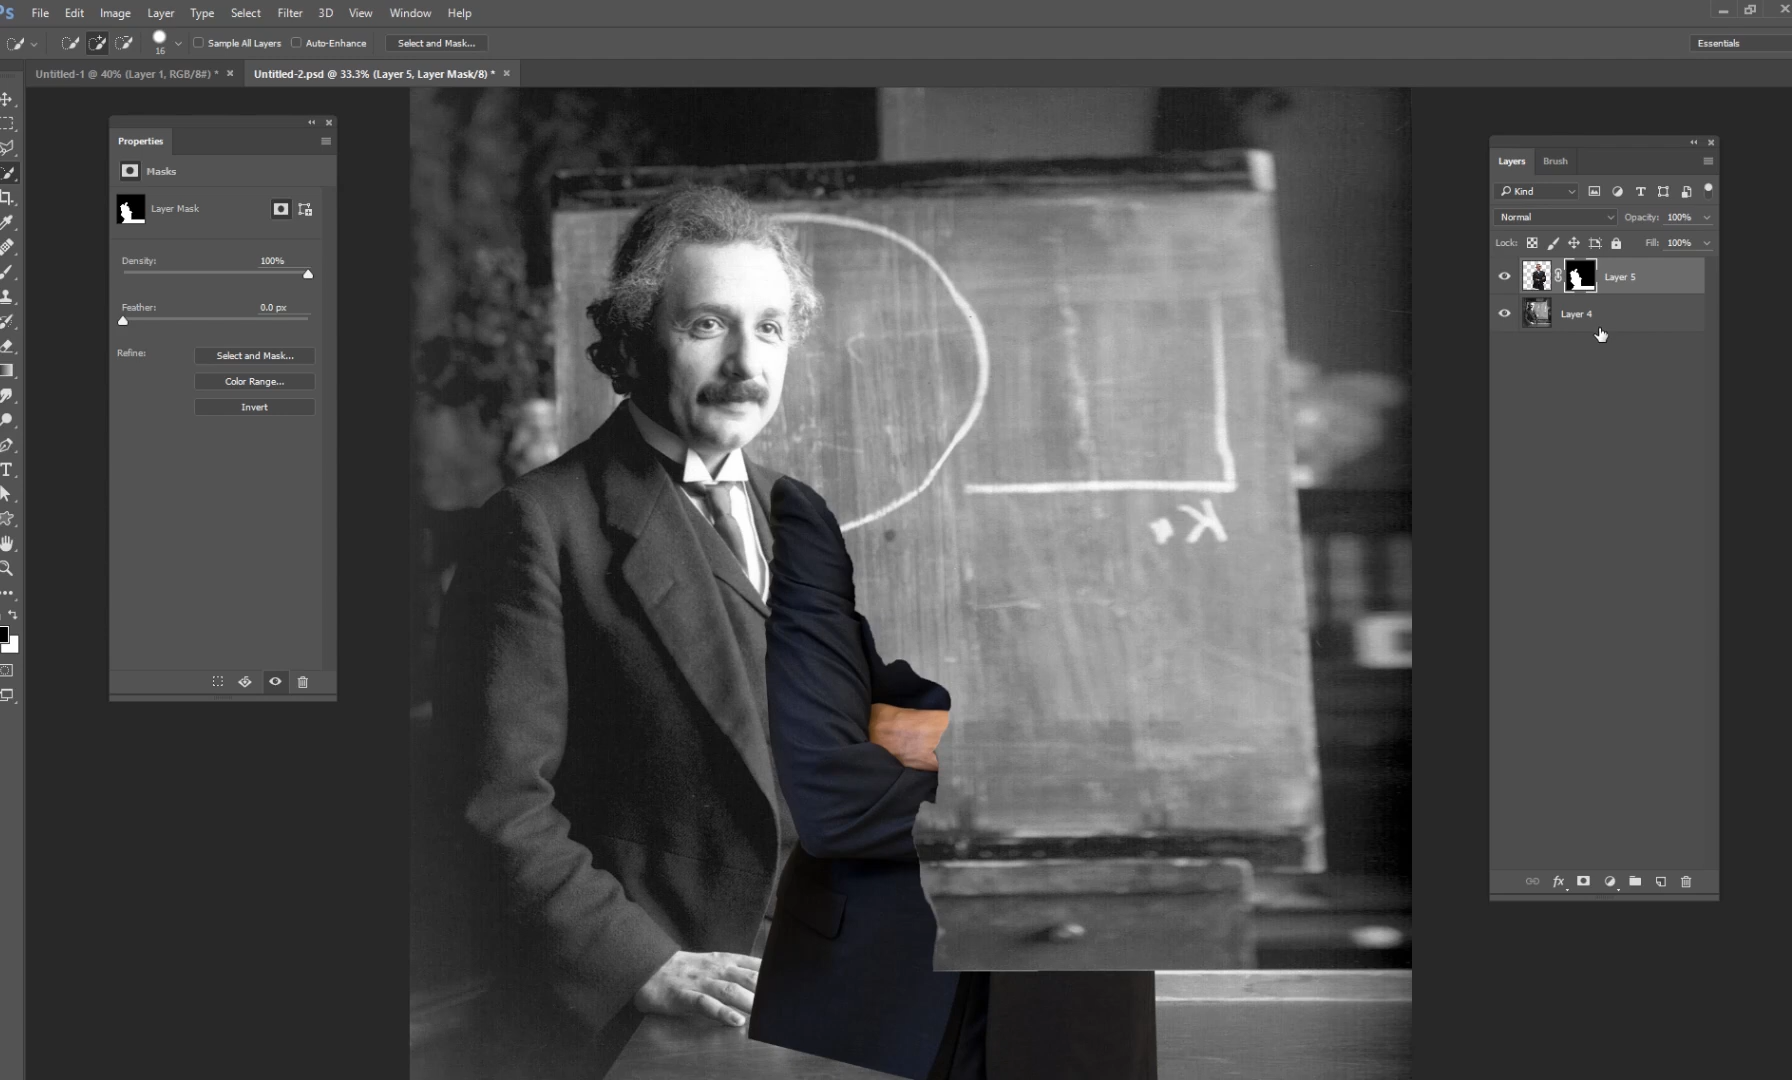 Ps File Edit Image Layer Type Select Filter 3D View Window Help
16 Sample All Layers Auto-Enhance Select and Mask... Essentials
Untitled-1 @ 40% (Layer 1, RGB/8#) * × Untitled-2.psd @ 33.3% (Layer 5, Layer Mask/8) * ×
Properties
Masks
Layer Mask
Density: 100%
Feather: 0.0 px
Refine: Select and Mask...
Color Range...
Invert
Layers Brush
Kind
Normal Opacity: 100%
Lock: Fill: 100%
Layer 5
Layer 4
fx